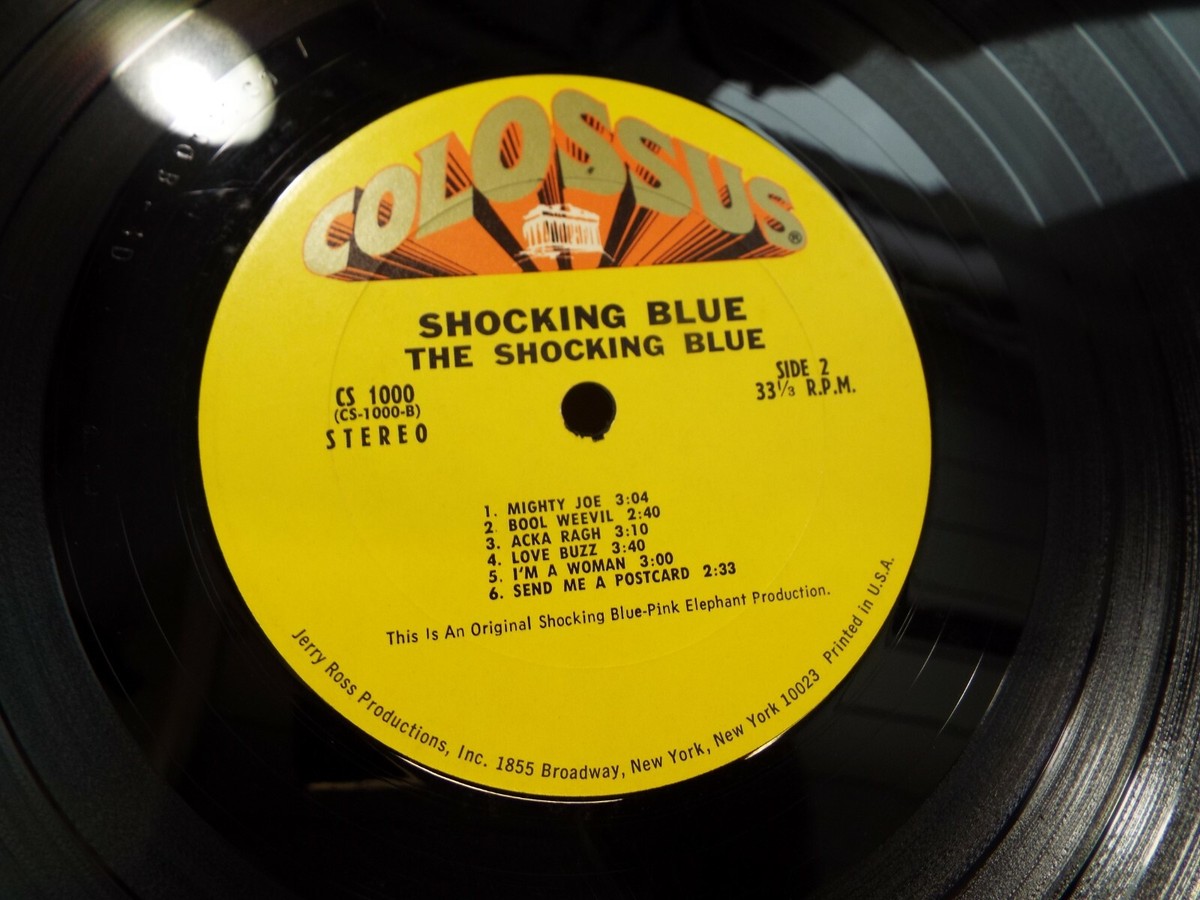 COLOSSUS®
SHOCKING BLUE
THE SHOCKING BLUE
CS 1000
(CS-1000-B)
STEREO
SIDE 2
33⅓ R.P.M.
1. MIGHTY JOE 3:04
2. BOOL WEEVIL 2:40
3. ACKA RAGH 3:10
4. LOVE BUZZ 3:40
5. I'M A WOMAN 3:00
6. SEND ME A POSTCARD 2:33
This Is An Original Shocking Blue-Pink Elephant Production.
Jerry Ross Productions, Inc. 1855 Broadway, New York, New York 10023 Printed in U.S.A.